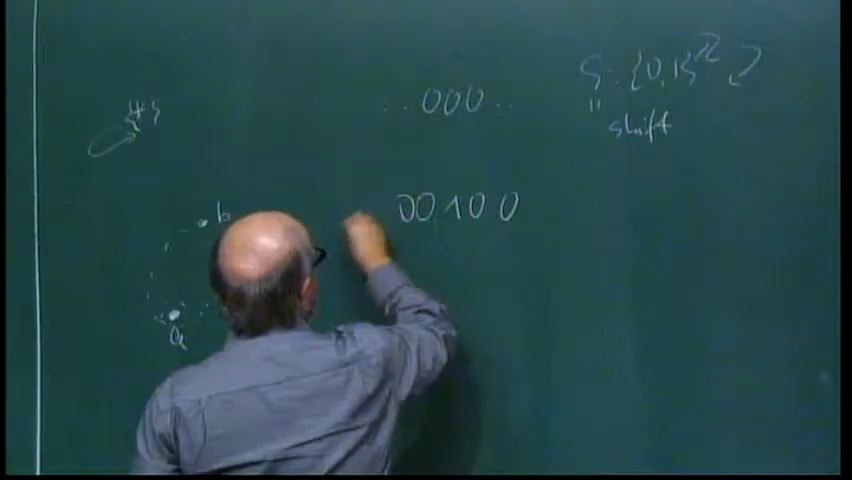 S : {0,1}^ℤ
"
shift
{*}
.. 000 ..
00100
b
a